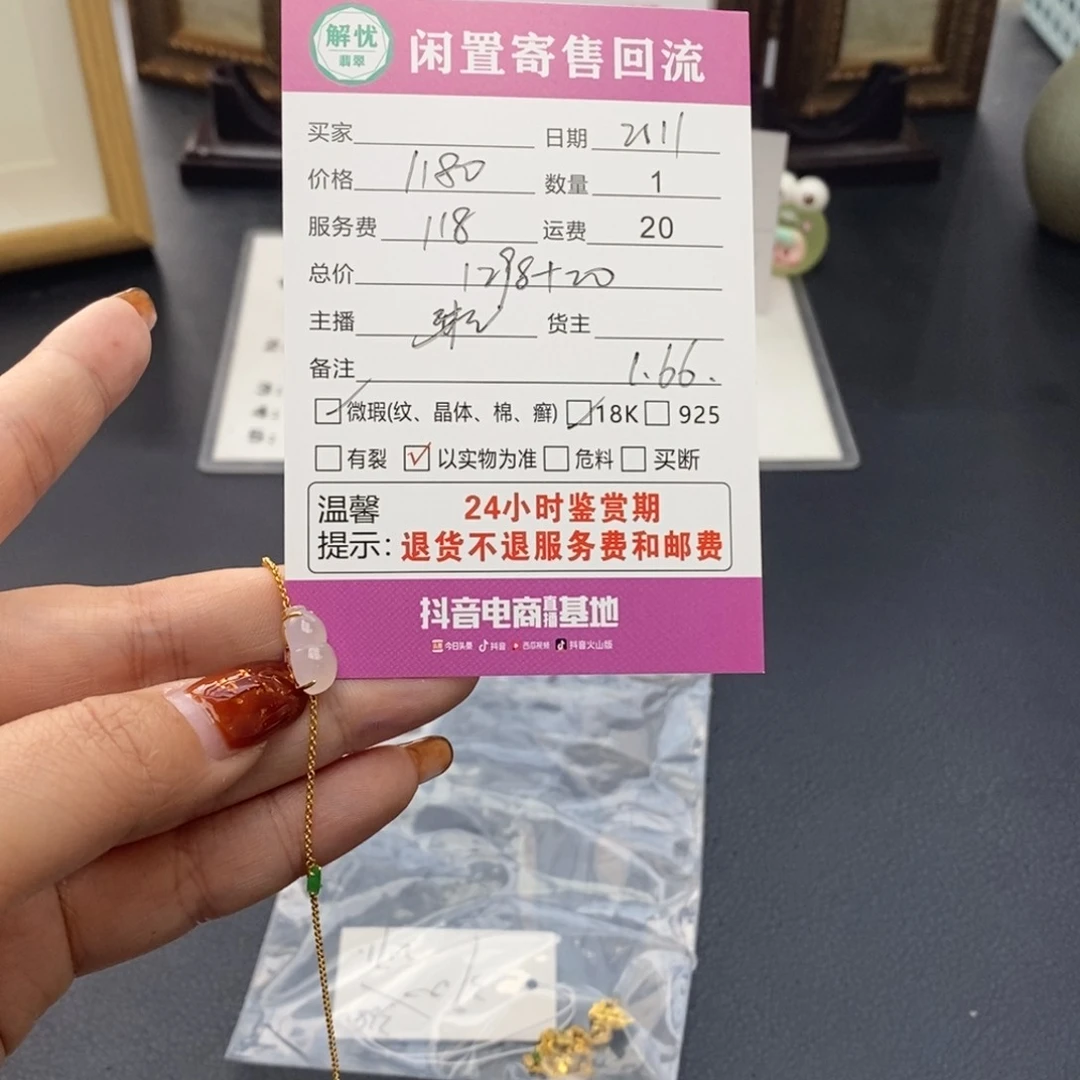 解忧
翡翠
闲置寄售回流
买家 日期 2011
价格 1180 数量 1
服务费 118 运费 20
总价 1298+20
主播 货主
备注 1.66.
微瑕(纹、晶体、棉、癣) 18K 925
有裂 以实物为准 危料 买断
温馨提示: 24小时鉴赏期
退货不退服务费和邮费
抖音电商直播基地
今日头条 抖音 西瓜视频 抖音火山版